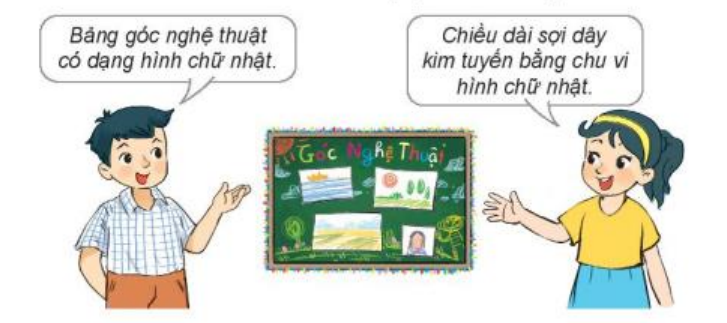 Bảng góc nghệ thuật
có dạng hình chữ nhật.
Chiều dài sợi dây
kim tuyến bằng chu vi
hình chữ nhật.
Góc Nghệ Thuật